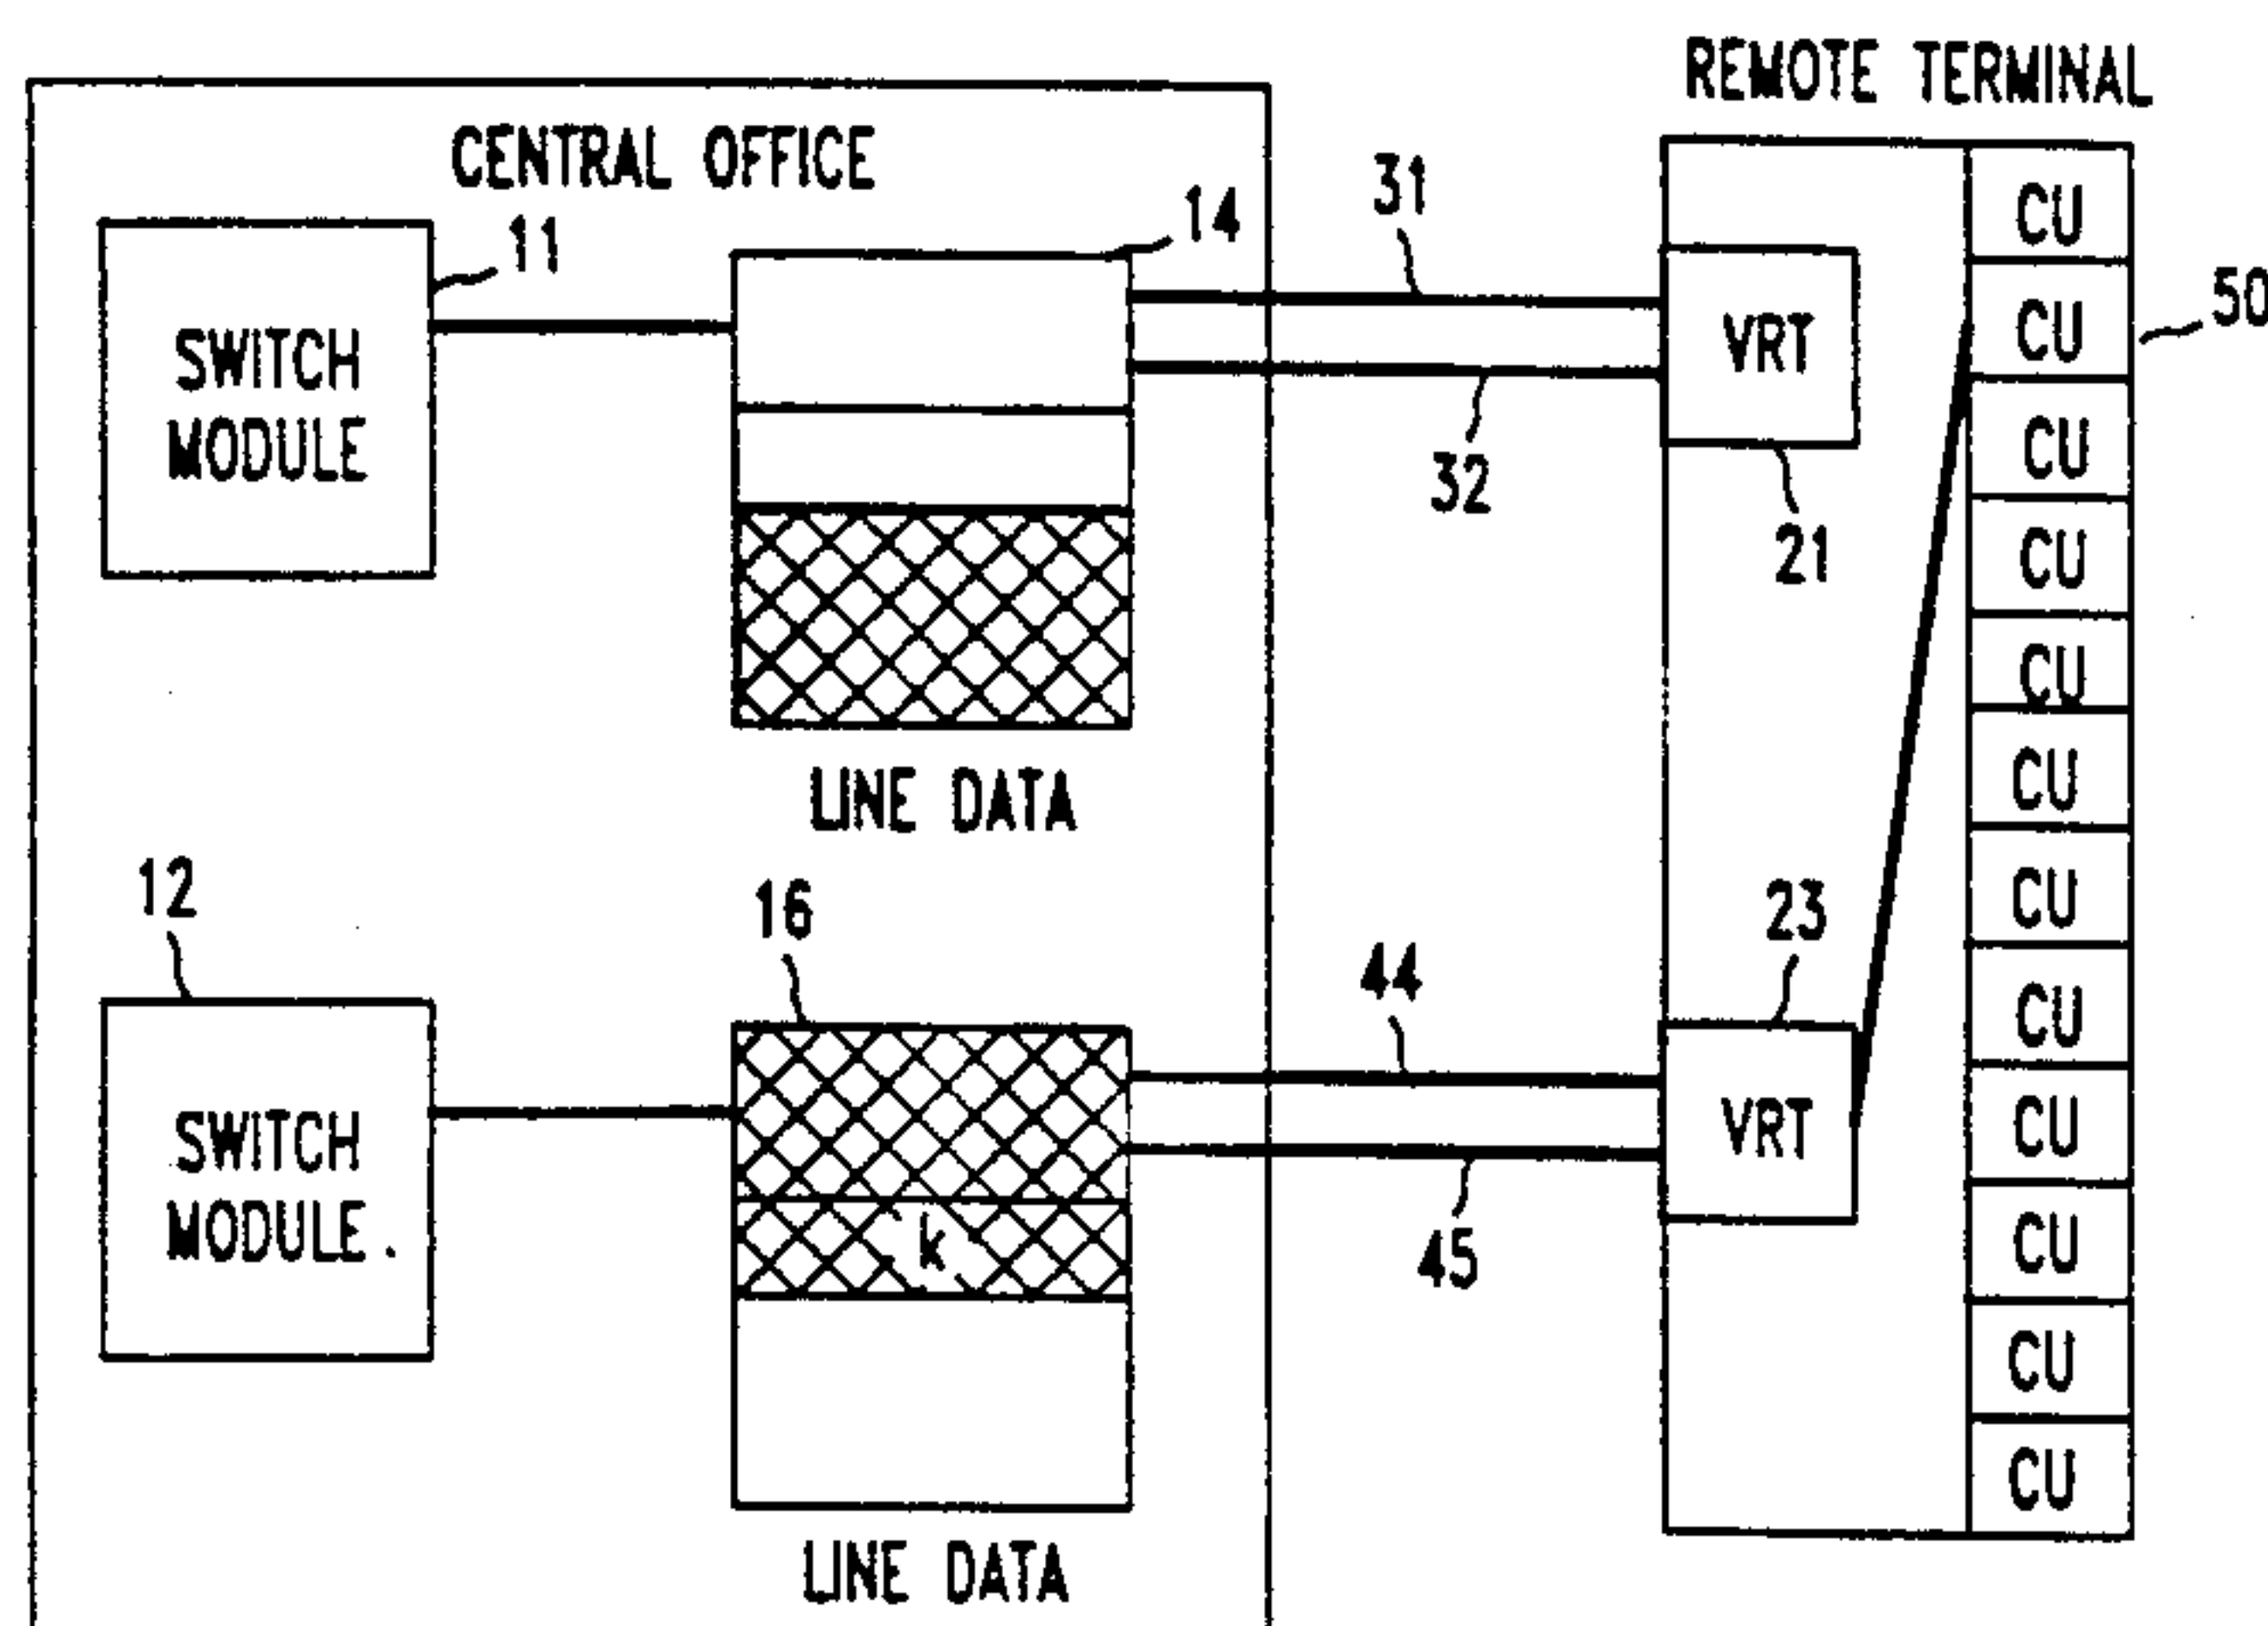 REMOTE TERMINAL
CENTRAL OFFICE
11
14
31
SWITCH
MODULE
32
VRT
21
50
CU
CU
CU
CU
CU
CU
CU
CU
CU
CU
CU
CU
LINE DATA
12
16
44
23
SWITCH
MODULE.
k
45
VRT
LINE DATA